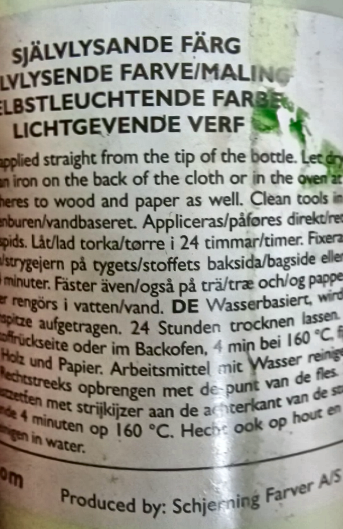 SJÄLVLYSANDE FÄRG
LVLYSENDE FARVE/MALING
ELBSTLEUCHTENDE FARBE
LICHTGEVENDE VERF
applied straight from the tip of the bottle. Let dry
an iron on the back of the cloth or in the oven at
heres to wood and paper as well. Clean tools in
nburen/vandbaseret. Appliceras/påføres direkt/ret
spids. Låt/lad torka/tørre i 24 timmar/timer. Fixera
/strygejern på tygets/stoffets baksida/bagside eller
minuter. Fäster även/også på trä/træ och/og pappe
er rengörs i vatten/vand. DE Wasserbasiert, wird
spitze aufgetragen. 24 Stunden trocknen lassen.
offrückseite oder im Backofen, 4 min bei 160 °C, f
Holz und Papier. Arbeitsmittel mit Wasser reinige
Rechtstreeks opbrengen met de punt van de fles.
met strijkijzer aan de achterkant van de sto
de 4 minuten op 160 °C. Hecht ook op hout en
nigen in water.
om
Produced by: Schjerning Farver A/S